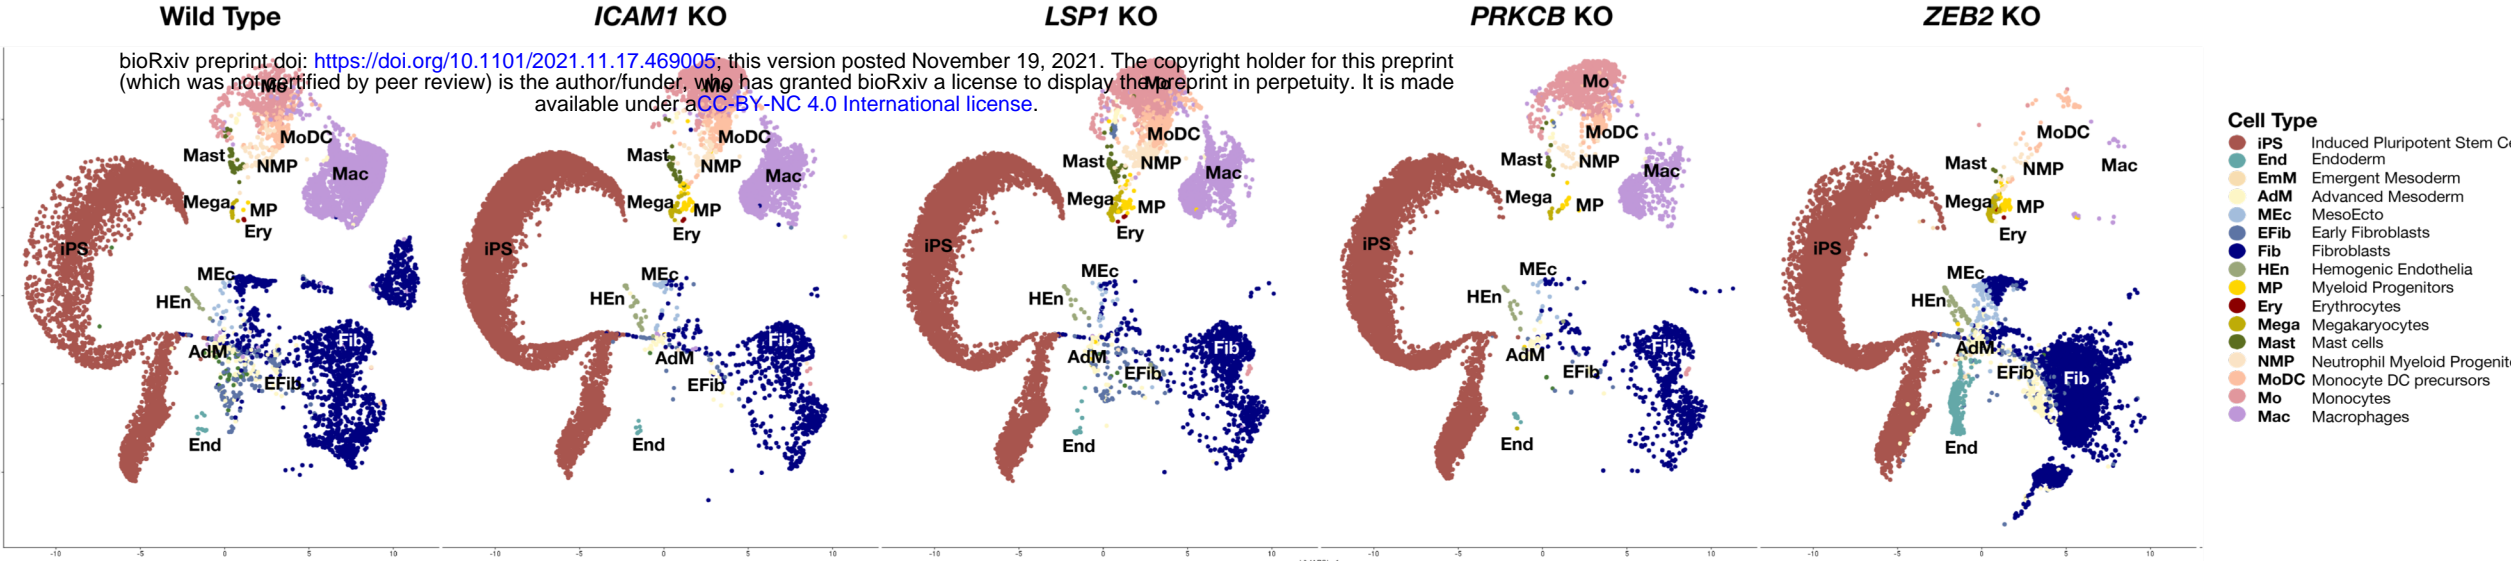 Wild Type
ICAM1 KO
LSP1 KO
PRKCB KO
ZEB2 KO
bioRxiv preprint doi: https://doi.org/10.1101/2021.11.17.469005; this version posted November 19, 2021. The copyright holder for this preprint
(which was not certified by peer review) is the author/funder, who has granted bioRxiv a license to display the preprint in perpetuity. It is made
available under aCC-BY-NC 4.0 International license.
Mo
MoDC
Mast
NMP
Mac
Mega
MP
Ery
iPS
MEc
HEn
AdM
Fib
EFib
End
-10 -5 0 5 10
Mo
MoDC
Mast
NMP
Mac
Mega
MP
Ery
iPS
MEc
HEn
Fib
AdM
EFib
End
-10 -5 0 5 10
Mo
MoDC
Mast
NMP
Mac
Mega
MP
Ery
iPS
MEc
HEn
Fib
AdM
EFib
End
-10 -5 0 5 10
Mo
MoDC
Mast
NMP
Mac
Mega
MP
iPS
MEc
HEn
Fib
AdM
EFib
End
-10 -5 0 5 10
MoDC
Mast
NMP
Mac
Mega
MP
Ery
iPS
MEc
HEn
AdM
EFib
Fib
End
-10 -5 0 5 10
Cell Type
iPS Induced Pluripotent Stem Ce
End Endoderm
EmM Emergent Mesoderm
AdM Advanced Mesoderm
MEc MesoEcto
EFib Early Fibroblasts
Fib Fibroblasts
HEn Hemogenic Endothelia
MP Myeloid Progenitors
Ery Erythrocytes
Mega Megakaryocytes
Mast Mast cells
NMP Neutrophil Myeloid Progenit
MoDC Monocyte DC precursors
Mo Monocytes
Mac Macrophages